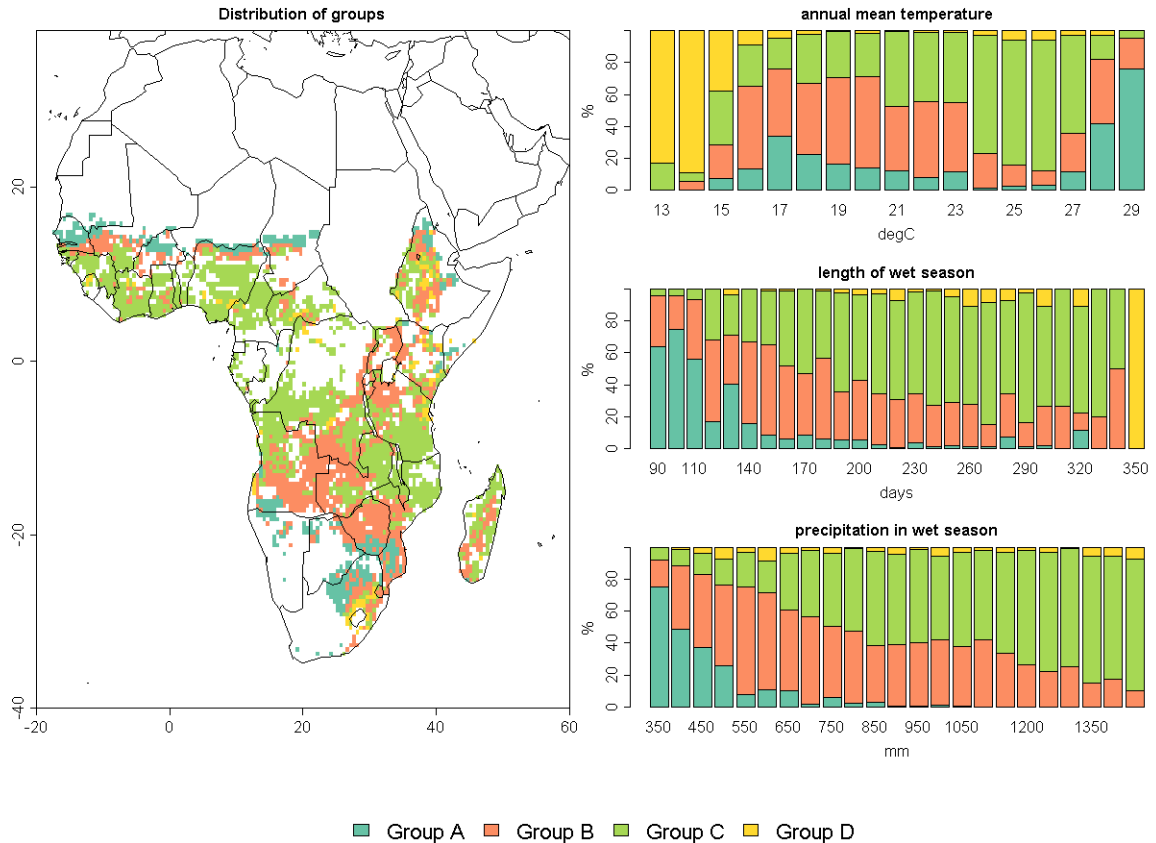 Distribution of groups
20
0
-20
-40
-20 0 20 40 60
annual mean temperature
%
0 20 40 60 80
13 15 17 19 21 23 25 27 29
degC
length of wet season
%
0 20 40 60 80
90 110 140 170 200 230 260 290 320 350
days
precipitation in wet season
%
0 20 40 60 80
350 450 550 650 750 850 950 1050 1200 1350
mm
Group A Group B Group C Group D